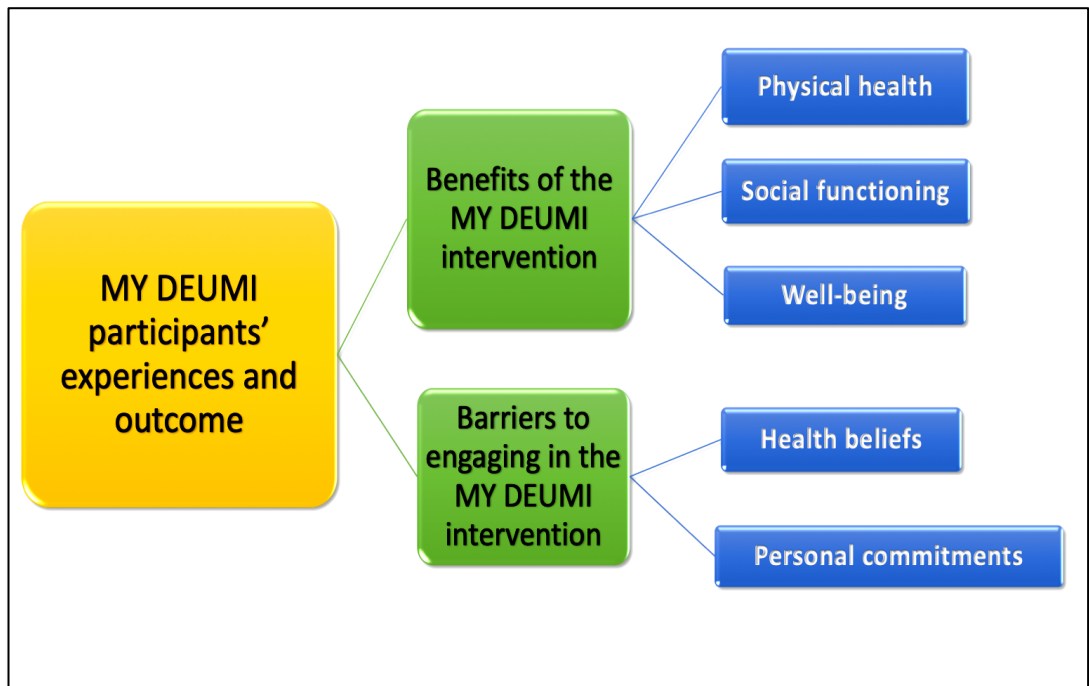 MY DEUMI
participants’
experiences and
outcome
Benefits of the
MY DEUMI
intervention
Physical health
Social functioning
Well-being
Barriers to
engaging in the
MY DEUMI
intervention
Health beliefs
Personal commitments